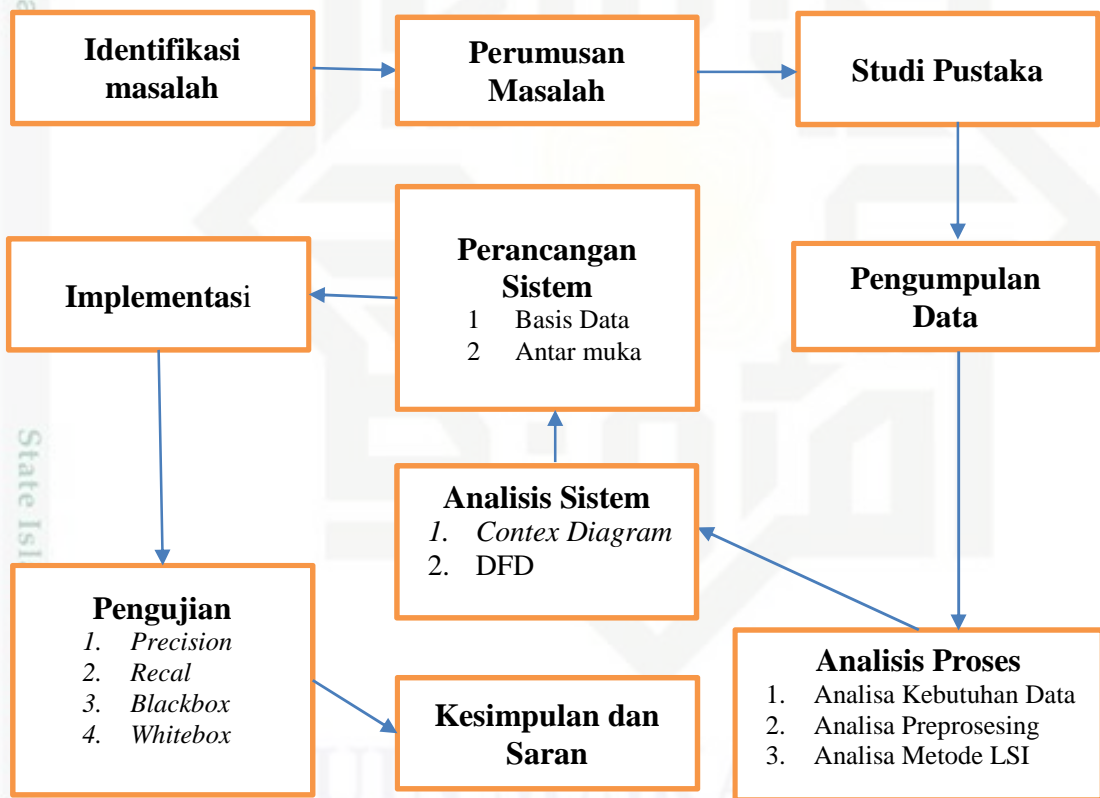 Identifikasi
masalah
Perumusan
Masalah
Studi Pustaka
Pengumpulan
Data
Analisis Proses
1. Analisa Kebutuhan Data
2. Analisa Preprosesing
3. Analisa Metode LSI
Analisis Sistem
1. Contex Diagram
2. DFD
Perancangan
Sistem
1 Basis Data
2 Antar muka
Implementasi
Pengujian
1. Precision
2. Recal
3. Blackbox
4. Whitebox
Kesimpulan dan
Saran
State